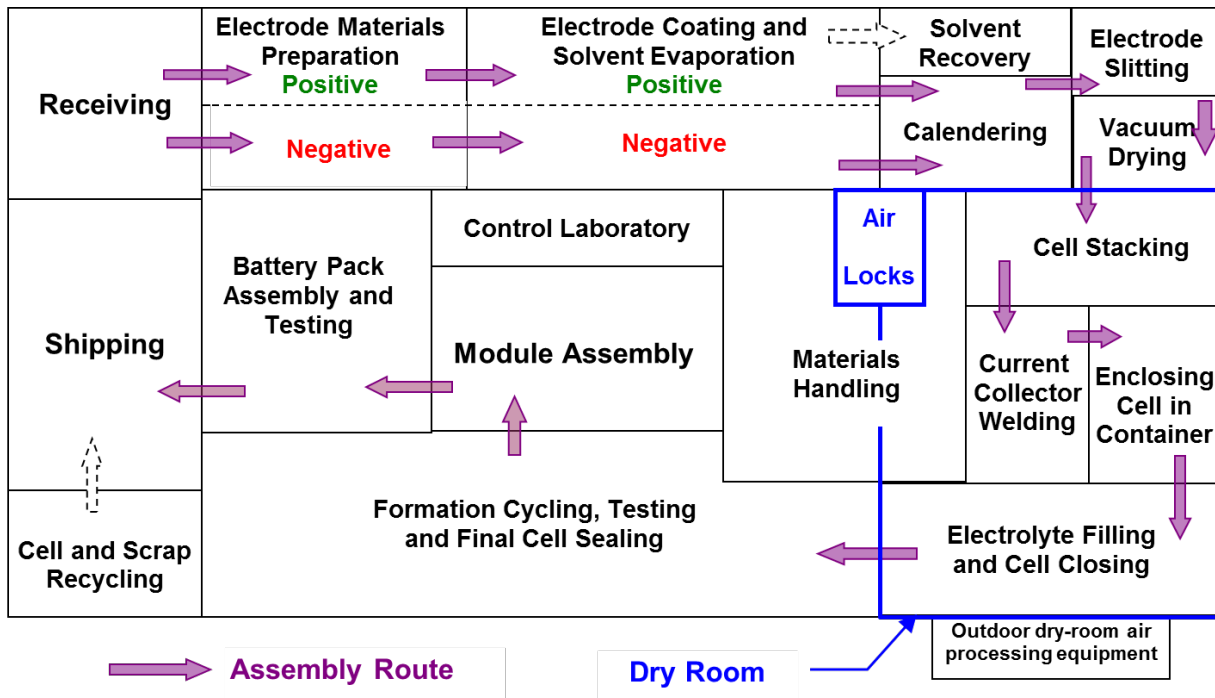 Receiving
Electrode Materials
Preparation
Positive
Negative
Electrode Coating and
Solvent Evaporation
Positive
Negative
Solvent
Recovery
Calendering
Electrode
Slitting
Vacuum
Drying
Shipping
Battery Pack
Assembly and
Testing
Control Laboratory
Module Assembly
Air
Locks
Materials
Handling
Cell Stacking
Current
Collector
Welding
Enclosing
Cell in
Container
Cell and Scrap
Recycling
Formation Cycling, Testing
and Final Cell Sealing
Electrolyte Filling
and Cell Closing
Outdoor dry-room air
processing equipment
Assembly Route
Dry Room